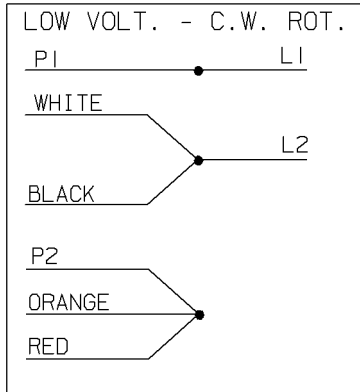 LOW VOLT. - C.W. ROT.
P1 L1
WHITE
L2
BLACK
P2
ORANGE
RED